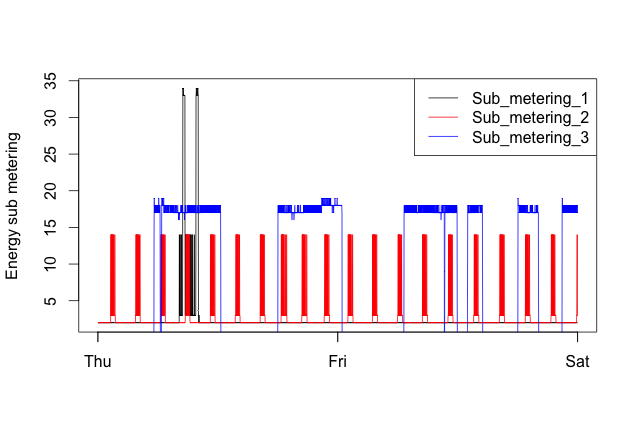 Energy sub metering
35
30
25
20
15
10
5
Sub_metering_1
Sub_metering_2
Sub_metering_3
Thu Fri Sat